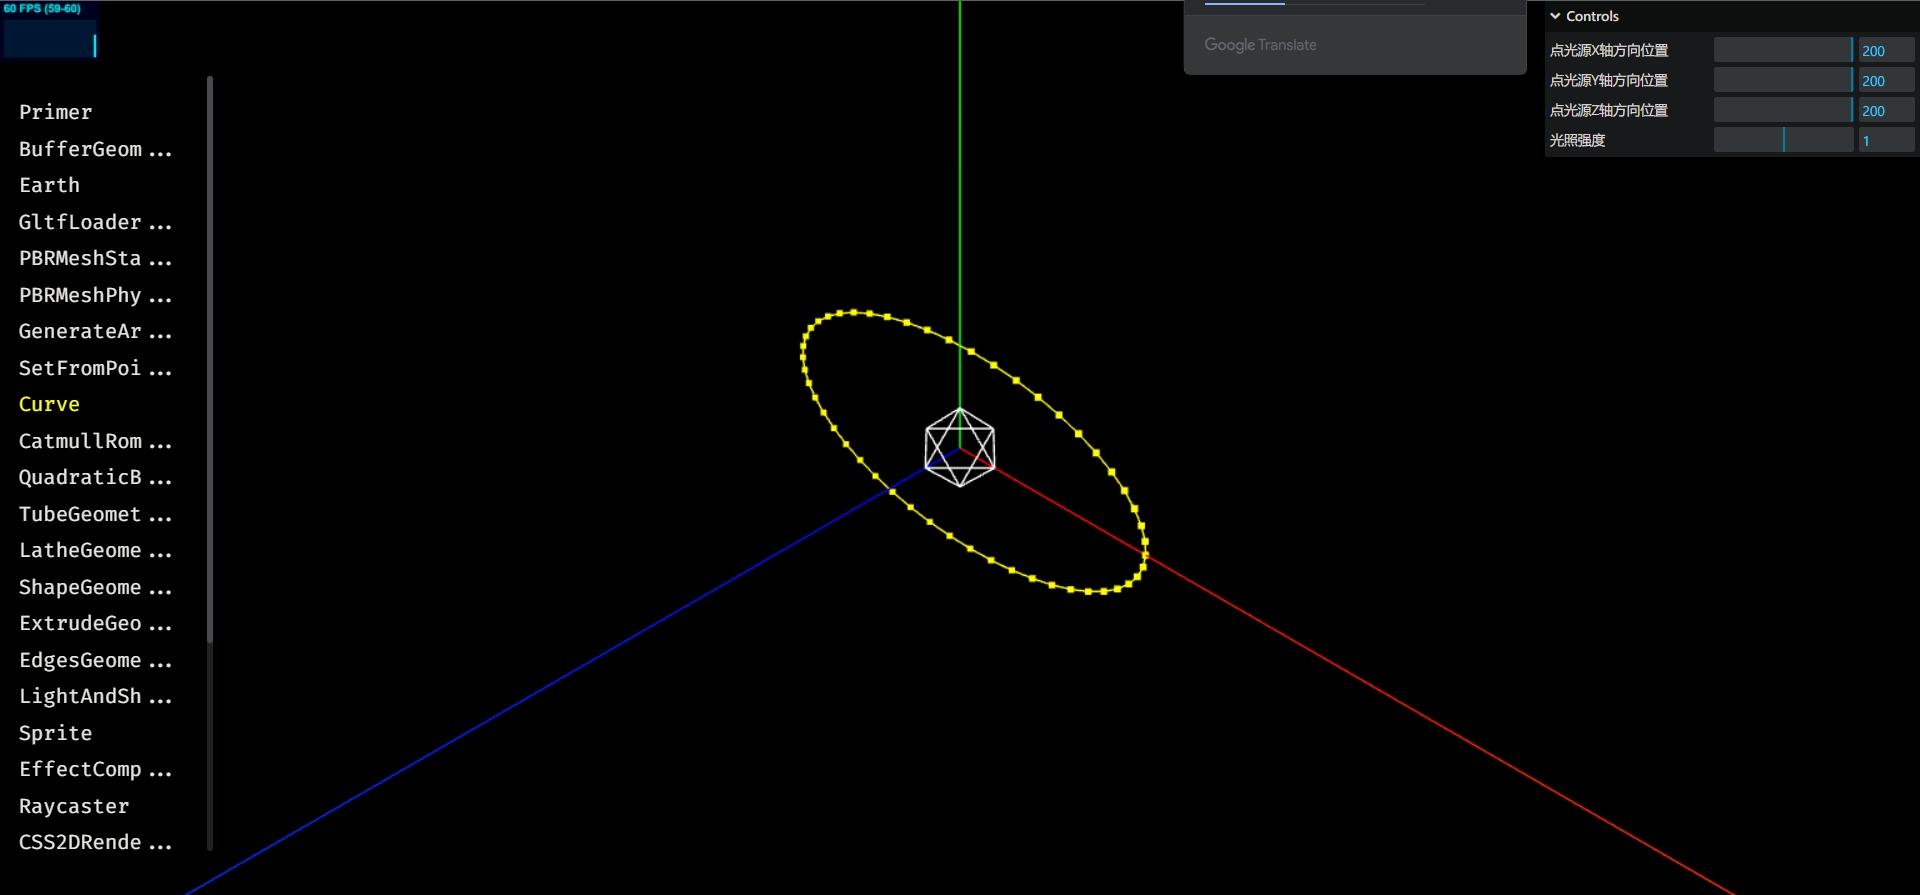 60 FPS (59-60)
Primer
BufferGeom ...
Earth
GltfLoader ...
PBRMeshSta ...
PBRMeshPhy ...
GenerateAr ...
SetFromPoi ...
Curve
CatmullRom ...
QuadraticB ...
TubeGeomet ...
LatheGeome ...
ShapeGeome ...
ExtrudeGeo ...
EdgesGeome ...
LightAndSh ...
Sprite
EffectComp ...
Raycaster
CSS2DRende ...
Google Translate
Controls
点光源X轴方向位置 200
点光源Y轴方向位置 200
点光源Z轴方向位置 200
光照强度 1